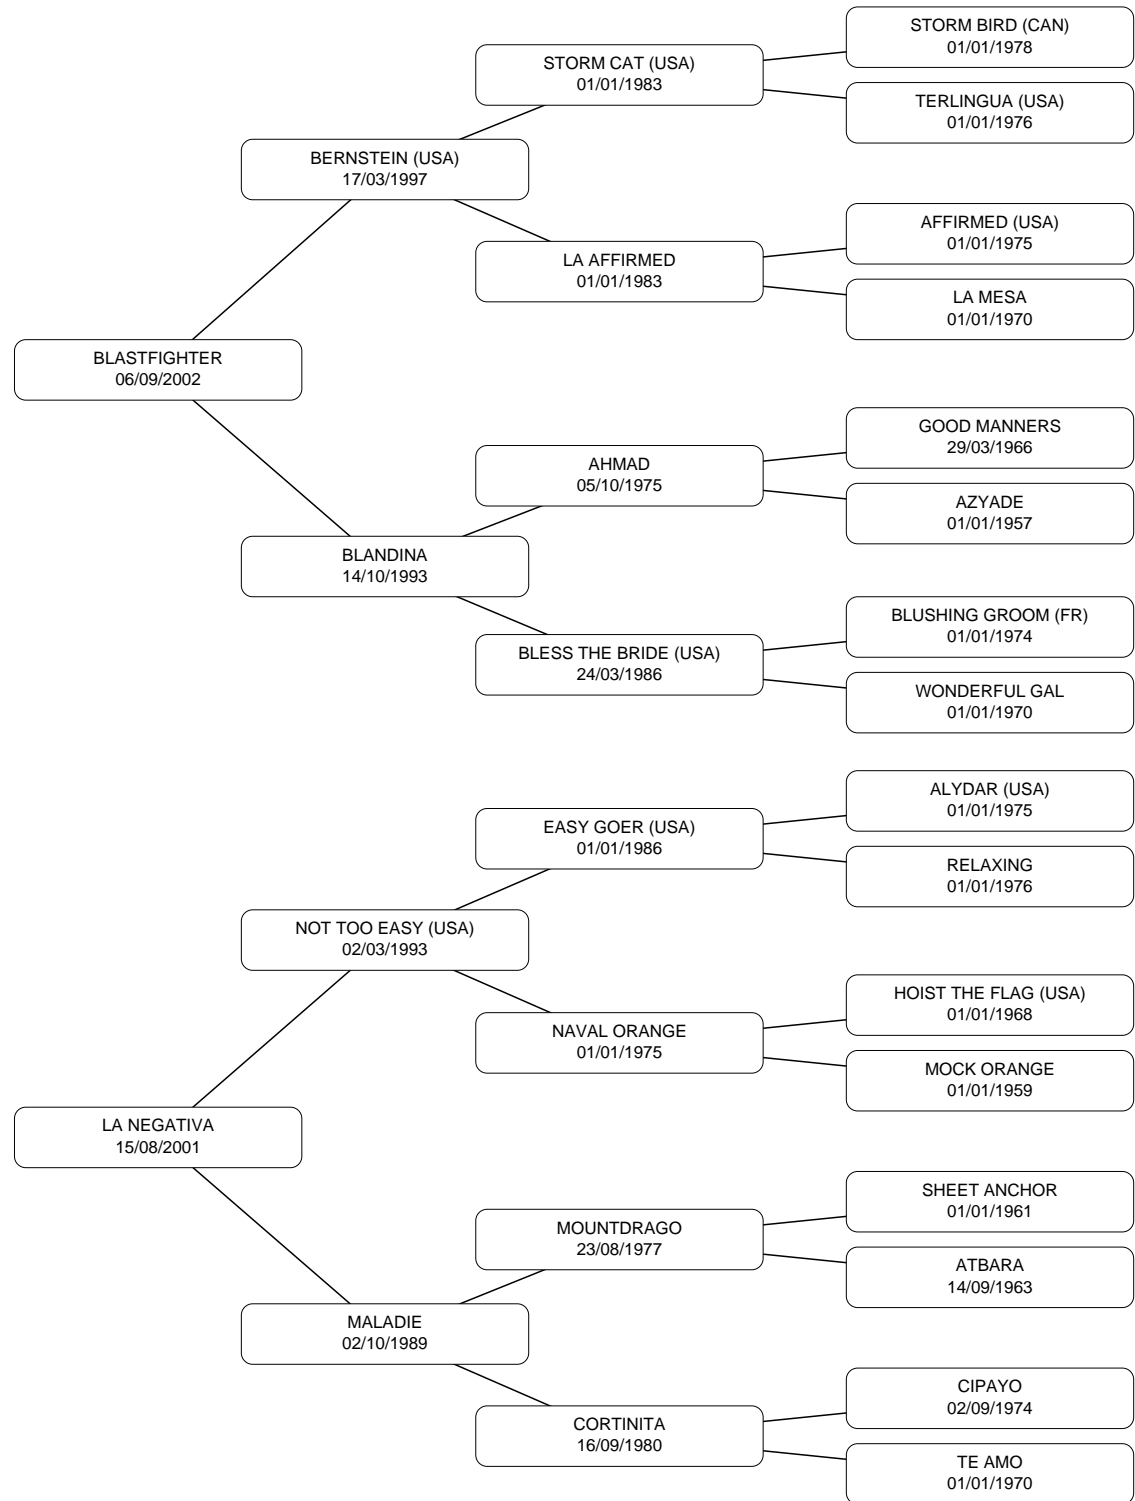 STORM BIRD (CAN)
01/01/1978
STORM CAT (USA)
01/01/1983
TERLINGUA (USA)
01/01/1976
BERNSTEIN (USA)
17/03/1997
AFFIRMED (USA)
01/01/1975
LA AFFIRMED
01/01/1983
LA MESA
01/01/1970
BLASTFIGHTER
06/09/2002
GOOD MANNERS
29/03/1966
AHMAD
05/10/1975
AZYADE
01/01/1957
BLANDINA
14/10/1993
BLUSHING GROOM (FR)
01/01/1974
BLESS THE BRIDE (USA)
24/03/1986
WONDERFUL GAL
01/01/1970
ALYDAR (USA)
01/01/1975
EASY GOER (USA)
01/01/1986
RELAXING
01/01/1976
NOT TOO EASY (USA)
02/03/1993
HOIST THE FLAG (USA)
01/01/1968
NAVAL ORANGE
01/01/1975
MOCK ORANGE
01/01/1959
LA NEGATIVA
15/08/2001
SHEET ANCHOR
01/01/1961
MOUNTDRAGO
23/08/1977
ATBARA
14/09/1963
MALADIE
02/10/1989
CIPAYO
02/09/1974
CORTINITA
16/09/1980
TE AMO
01/01/1970